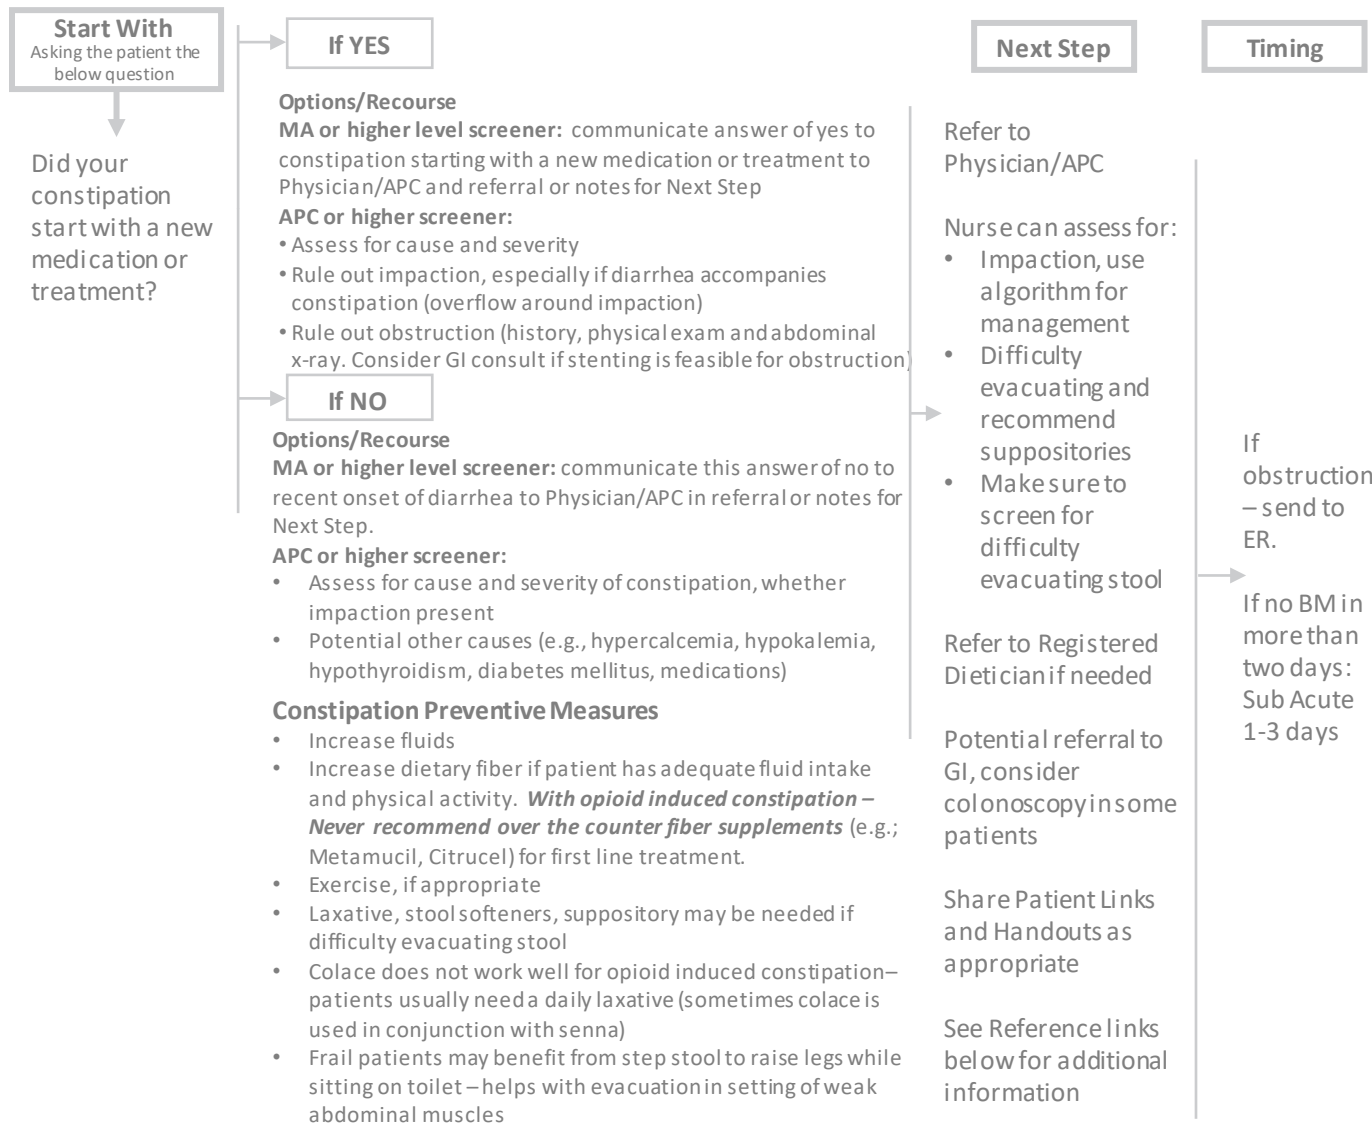 Start With
Asking the patient the
below question
Did your
constipation
start with a new
medication or
treatment?
If YES
Options/Recourse
MA or higher level screener: communicate answer of yes to
constipation starting with a new medication or treatment to
Physician/APC and referral or notes for Next Step
APC or higher screener:
• Assess for cause and severity
• Rule out impaction, especially if diarrhea accompanies
constipation (overflow around impaction)
• Rule out obstruction (history, physical exam and abdominal
x-ray. Consider GI consult if stenting is feasible for obstruction)
If NO
Options/Recourse
MA or higher level screener: communicate this answer of no to
recent onset of diarrhea to Physician/APC in referral or notes for
Next Step.
APC or higher screener:
• Assess for cause and severity of constipation, whether
impaction present
• Potential other causes (e.g., hypercalcemia, hypokalemia,
hypothyroidism, diabetes mellitus, medications)
Constipation Preventive Measures
• Increase fluids
• Increase dietary fiber if patient has adequate fluid intake
and physical activity. With opioid induced constipation –
Never recommend over the counter fiber supplements (e.g.;
Metamucil, Citrucel) for first line treatment.
• Exercise, if appropriate
• Laxative, stool softeners, suppository may be needed if
difficulty evacuating stool
• Colace does not work well for opioid induced constipation–
patients usually need a daily laxative (sometimes colace is
used in conjunction with senna)
• Frail patients may benefit from step stool to raise legs while
sitting on toilet – helps with evacuation in setting of weak
abdominal muscles
Next Step
Refer to
Physician/APC
Nurse can assess for:
• Impaction, use
algorithm for
management
• Difficulty
evacuating and
recommend
suppositories
• Make sure to
screen for
difficulty
evacuating stool
Refer to Registered
Dietician if needed
Potential referral to
GI, consider
colonoscopy in some
patients
Share Patient Links
and Handouts as
appropriate
See Reference links
below for additional
information
Timing
If
obstruction
– send to
ER.
If no BM in
more than
two days:
Sub Acute
1-3 days